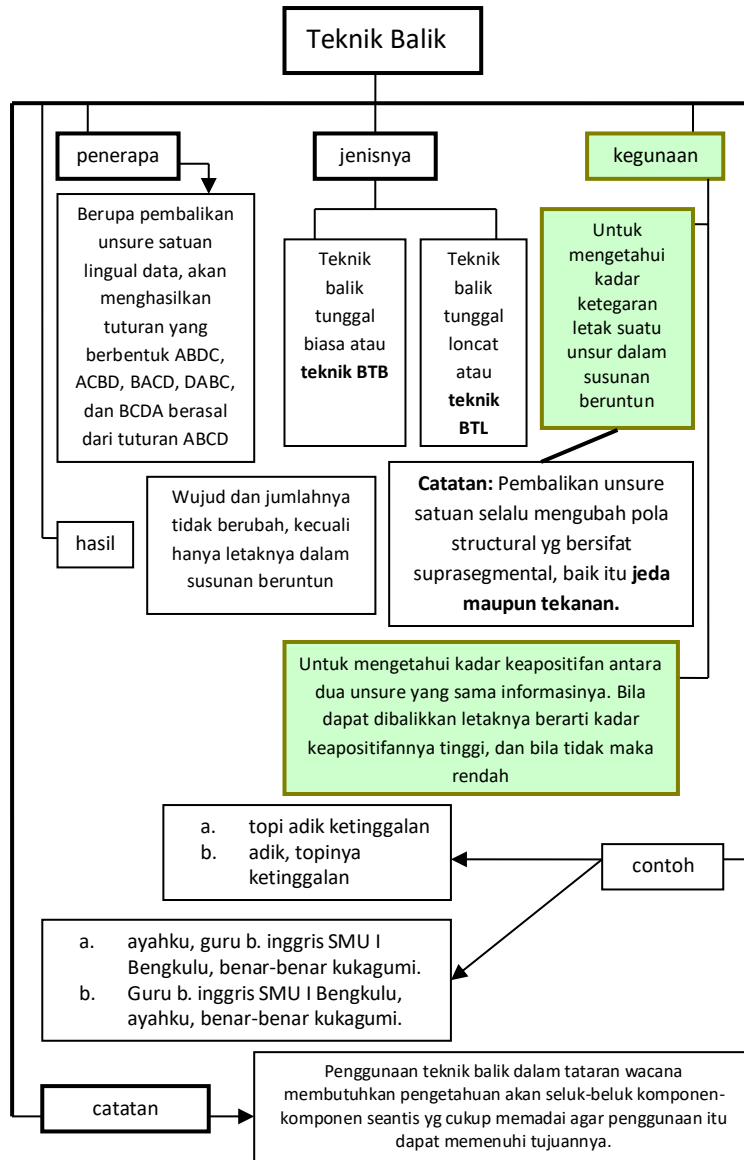 Teknik Balik
penerapa
jenisnya
kegunaan
Berupa pembalikan
unsure satuan
lingual data, akan
menghasilkan
tuturan yang
berbentuk ABDC,
ACBD, BACD, DABC,
dan BCDA berasal
dari tuturan ABCD
Teknik
balik
tunggal
biasa atau
teknik BTB
Teknik
balik
tunggal
loncat
atau
teknik
BTL
Untuk
mengetahui
kadar
ketegaran
letak suatu
unsur dalam
susunan
beruntun
Catatan: Pembalikan unsure
satuan selalu mengubah pola
structural yg bersifat
suprasegmental, baik itu jeda
maupun tekanan.
hasil
Wujud dan jumlahnya
tidak berubah, kecuali
hanya letaknya dalam
susunan beruntun
Untuk mengetahui kadar keapositifan antara
dua unsure yang sama informasinya. Bila
dapat dibalikkan letaknya berarti kadar
keapositifannya tinggi, dan bila tidak maka
rendah
a. topi adik ketinggalan
b. adik, topinya
ketinggalan
contoh
a. ayahku, guru b. inggris SMU I
Bengkulu, benar-benar kukagumi.
b. Guru b. inggris SMU I Bengkulu,
ayahku, benar-benar kukagumi.
catatan
Penggunaan teknik balik dalam tataran wacana
membutuhkan pengetahuan akan seluk-beluk komponen-
komponen seantis yg cukup memadai agar penggunaan itu
dapat memenuhi tujuannya.